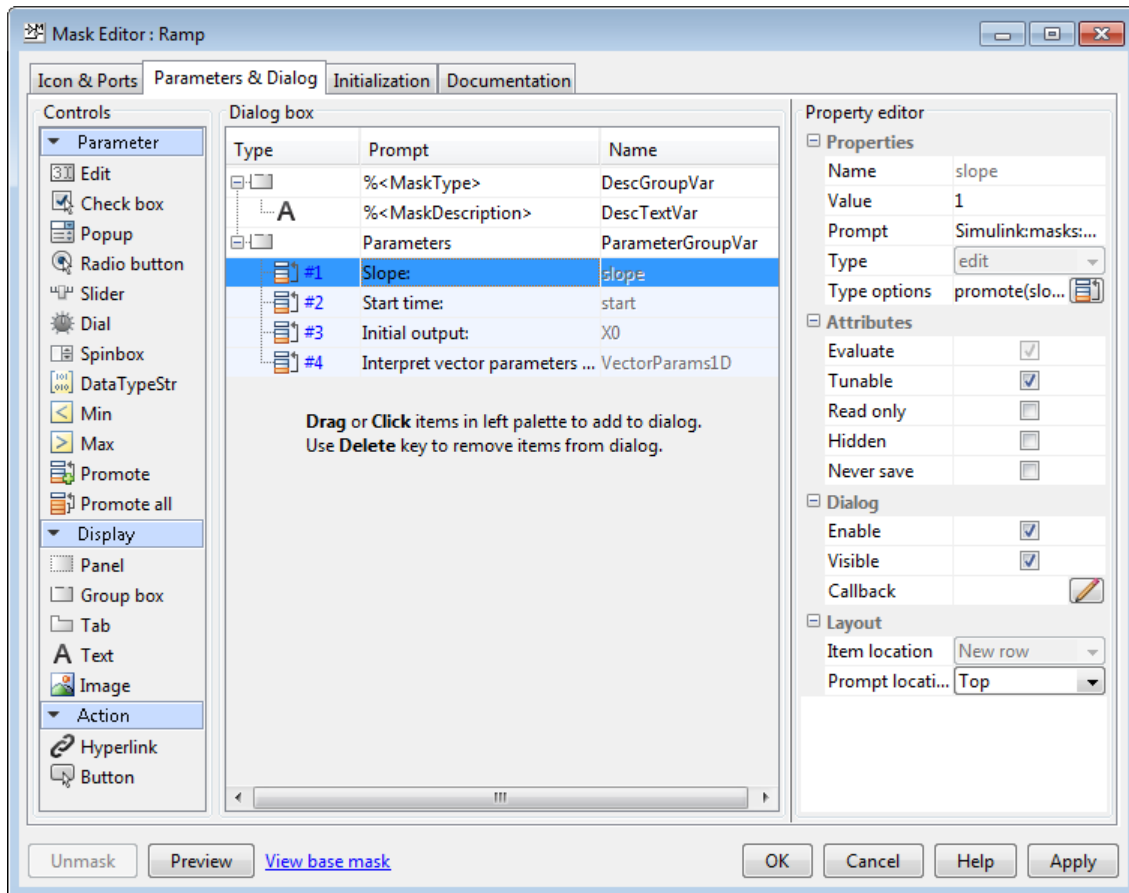 Mask Editor : Ramp
Icon & Ports Parameters & Dialog Initialization Documentation
Controls
Parameter
Edit
Check box
Popup
Radio button
Slider
Dial
Spinbox
DataTypeStr
Min
Max
Promote
Promote all
Display
Panel
Group box
Tab
Text
Image
Action
Hyperlink
Button
Dialog box
Type Prompt Name
%<MaskType> DescGroupVar
A %<MaskDescription> DescTextVar
Parameters ParameterGroupVar
#1 Slope: slope
#2 Start time: start
#3 Initial output: X0
#4 Interpret vector parameters ... VectorParams1D
Drag or Click items in left palette to add to dialog.
Use Delete key to remove items from dialog.
Property editor
Properties
Name slope
Value 1
Prompt Simulink:masks:...
Type edit
Type options promote(slo...
Attributes
Evaluate
Tunable
Read only
Hidden
Never save
Dialog
Enable
Visible
Callback
Layout
Item location New row
Prompt locati... Top
Unmask Preview View base mask OK Cancel Help Apply